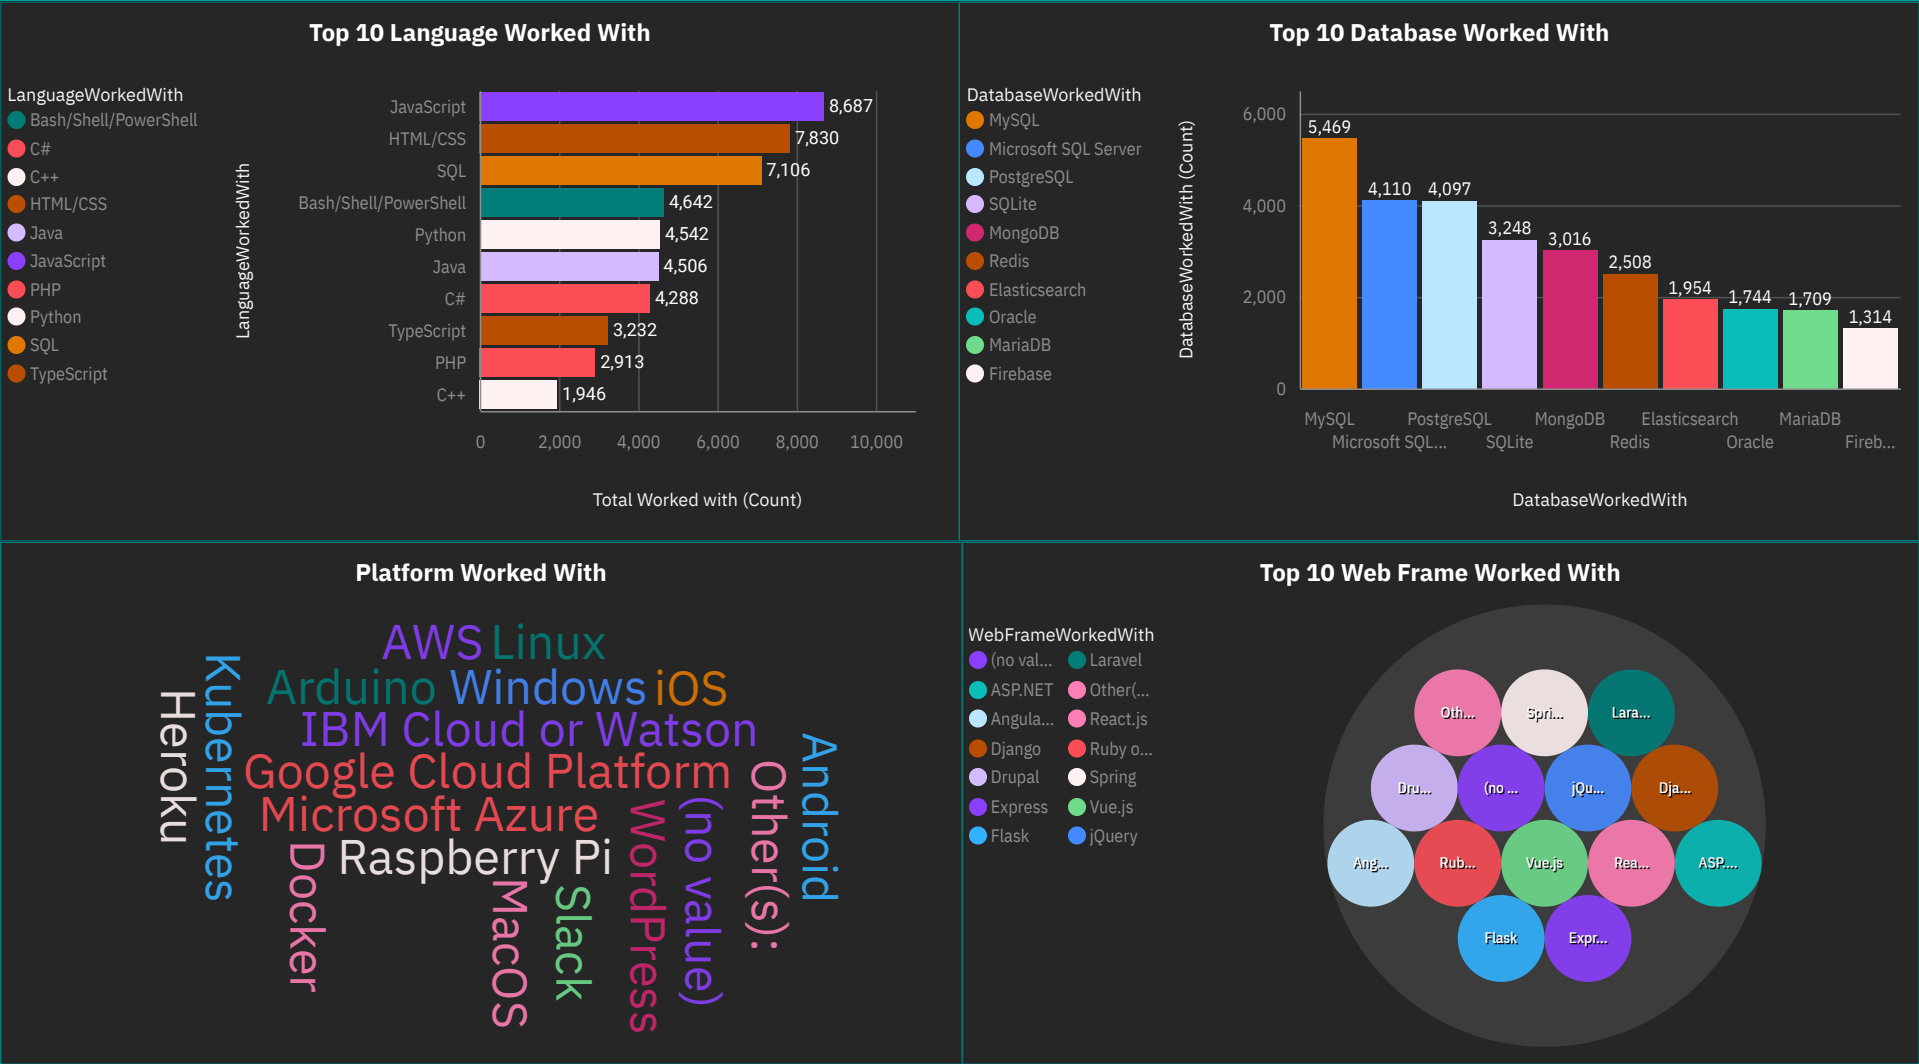 Top 10 Language Worked With
LanguageWorkedWith
Bash/Shell/PowerShell
C#
C++
HTML/CSS
Java
JavaScript
PHP
Python
SQL
TypeScript
LanguageWorkedWith
JavaScript 8,687
HTML/CSS 7,830
SQL 7,106
Bash/Shell/PowerShell 4,642
Python 4,542
Java 4,506
C# 4,288
TypeScript 3,232
PHP 2,913
C++ 1,946
0 2,000 4,000 6,000 8,000 10,000
Total Worked with (Count)
Top 10 Database Worked With
DatabaseWorkedWith
MySQL
Microsoft SQL Server
PostgreSQL
SQLite
MongoDB
Redis
Elasticsearch
Oracle
MariaDB
Firebase
DatabaseWorkedWith (Count)
6,000
4,000
2,000
0
5,469
4,110
4,097
3,248
3,016
2,508
1,954
1,744
1,709
1,314
MySQL PostgreSQL MongoDB Elasticsearch MariaDB
Microsoft SQL... SQLite Redis Oracle Fireb...
DatabaseWorkedWith
Platform Worked With
AWS Linux
Arduino Windows iOS
IBM Cloud or Watson
Google Cloud Platform
Microsoft Azure
Raspberry Pi
Heroku
Kubernetes
Docker
MacOS
Slack
WordPress
(no value)
Other(s):
Android
Top 10 Web Frame Worked With
WebFrameWorkedWith
(no val... Laravel
ASP.NET Other(...
Angula... React.js
Django Ruby o...
Drupal Spring
Express Vue.js
Flask jQuery
Oth... Spri... Lara...
Dru... (no ... jQu... Dja...
Ang... Rub... Vue.js Rea... ASP....
Flask Expr...